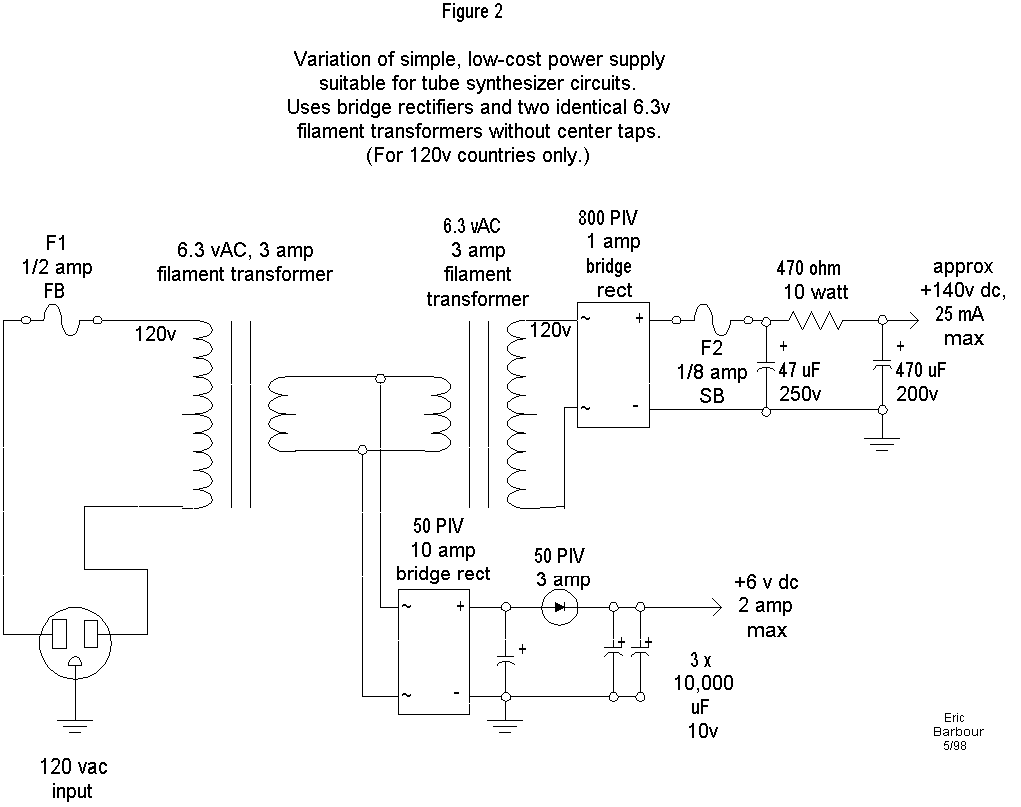 Figure 2
Variation of simple, low-cost power supply
suitable for tube synthesizer circuits.
Uses bridge rectifiers and two identical 6.3v
filament transformers without center taps.
(For 120v countries only.)
F1
1/2 amp
FB
6.3 vAC, 3 amp
filament transformer
6.3 vAC
3 amp
filament
transformer
800 PIV
1 amp
bridge
rect
470 ohm
10 watt
approx
+140v dc,
25 mA
max
120v
120v
~
+
~
-
F2
1/8 amp
SB
+
47 uF
250v
+
470 uF
200v
50 PIV
10 amp
bridge rect
50 PIV
3 amp
+6 v dc
2 amp
max
~
+
~
-
+
+
+
3 x
10,000
uF
10v
120 vac
input
Eric
Barbour
5/98